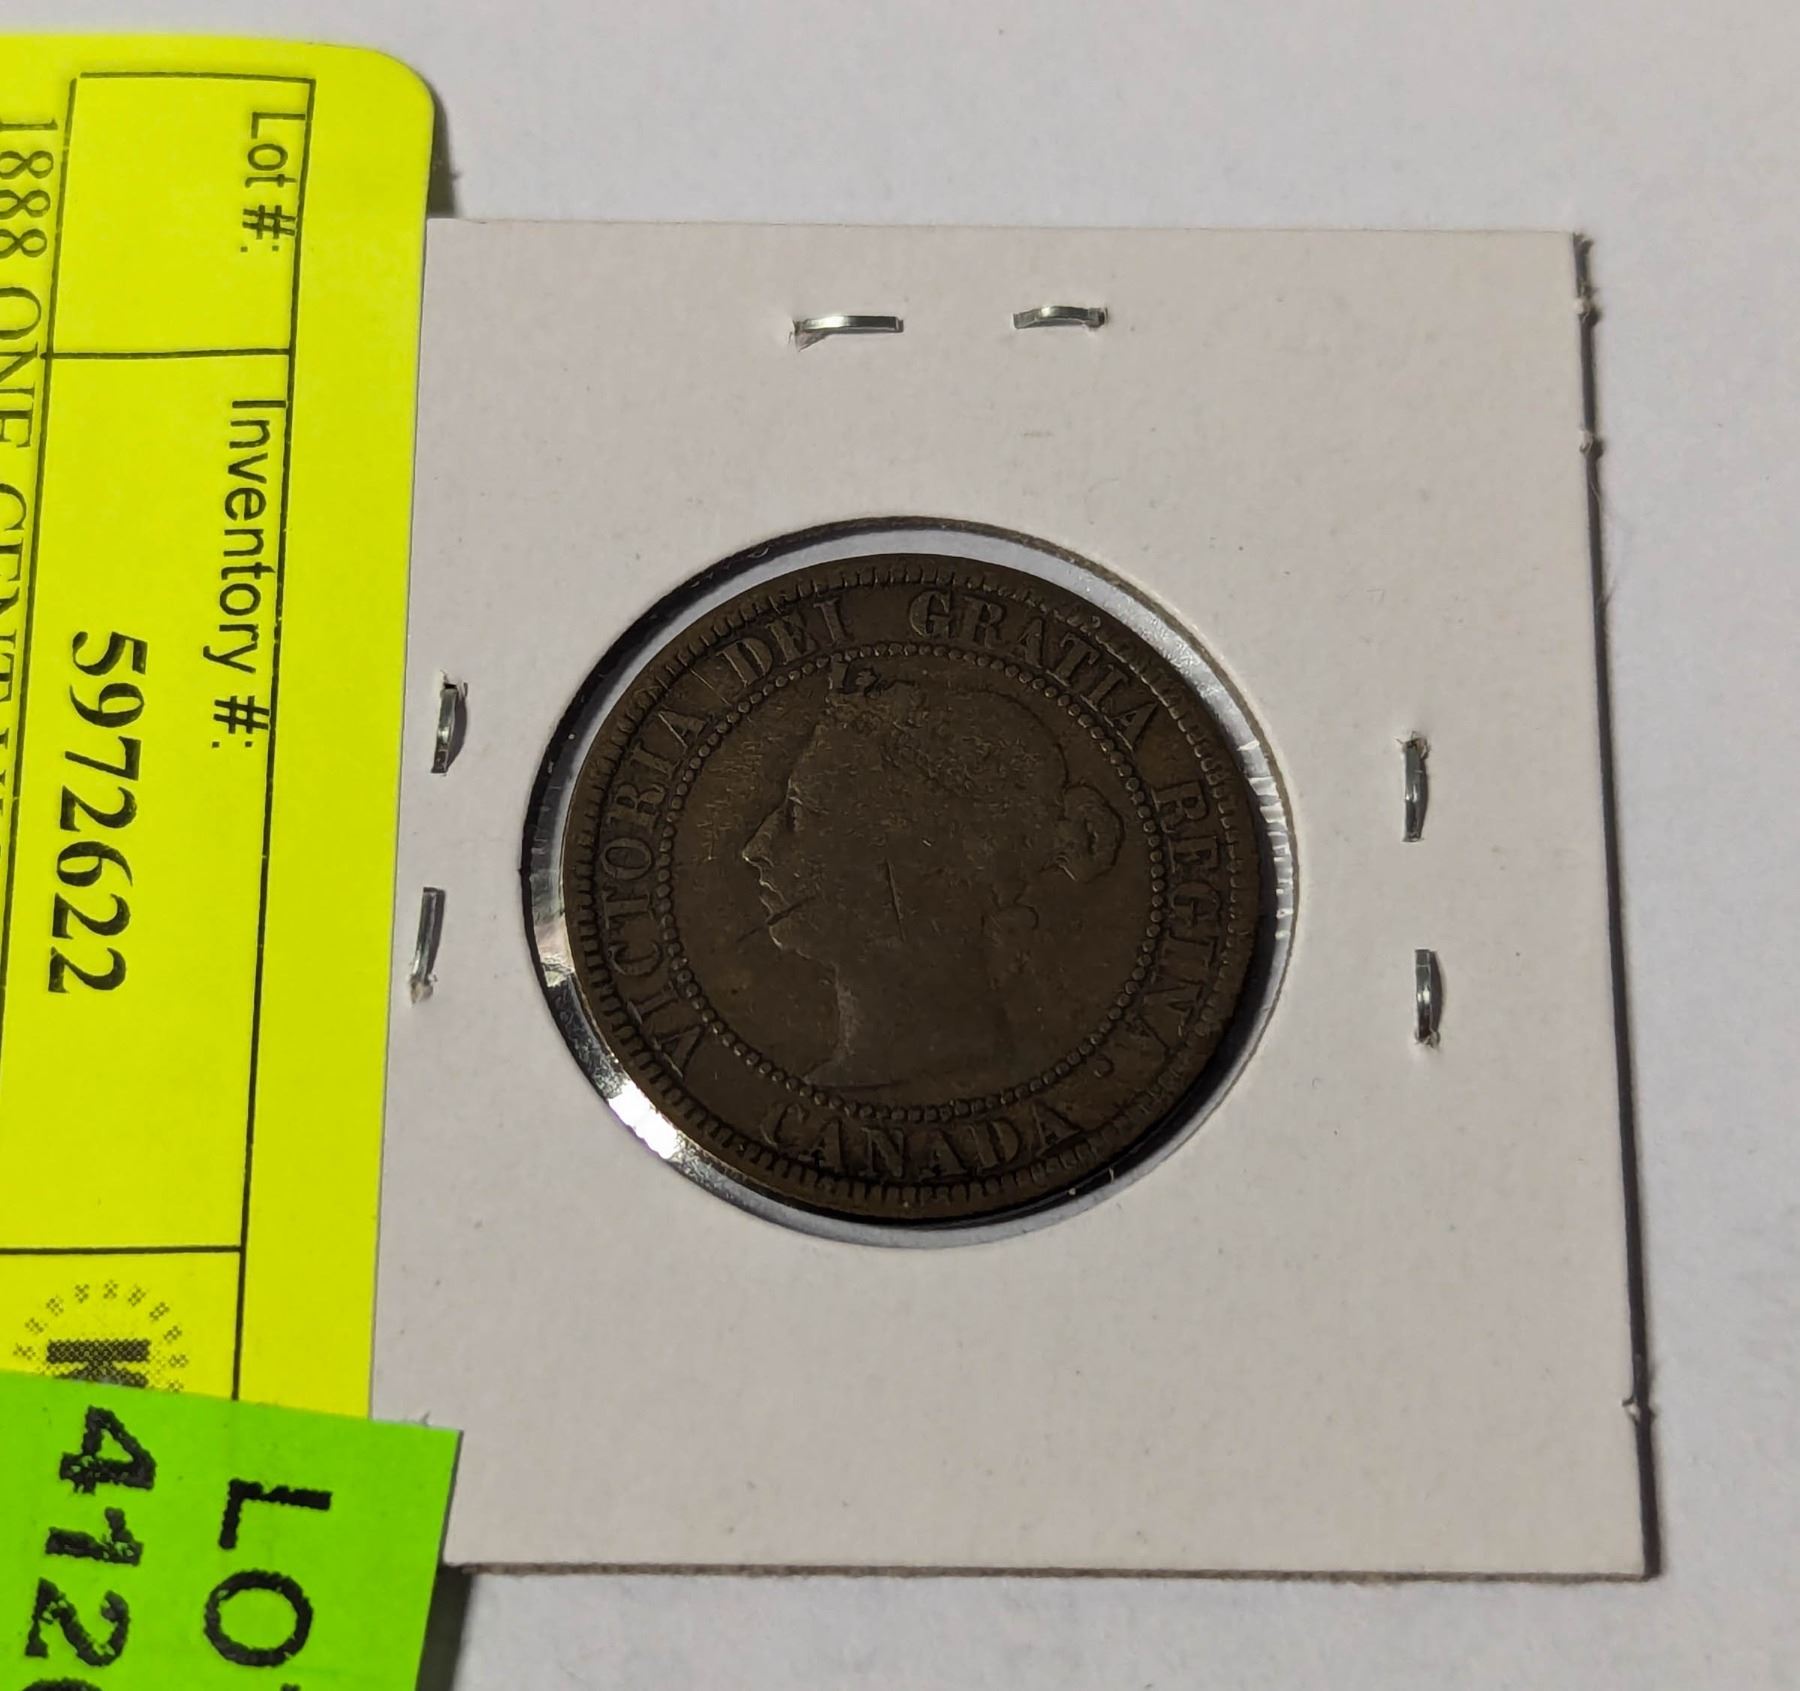 Lot #:
Inventory #:
5972622
1888 ONE CENT
LOT
412
VICTORIA DEI GRATIA REGINA.
CANADA